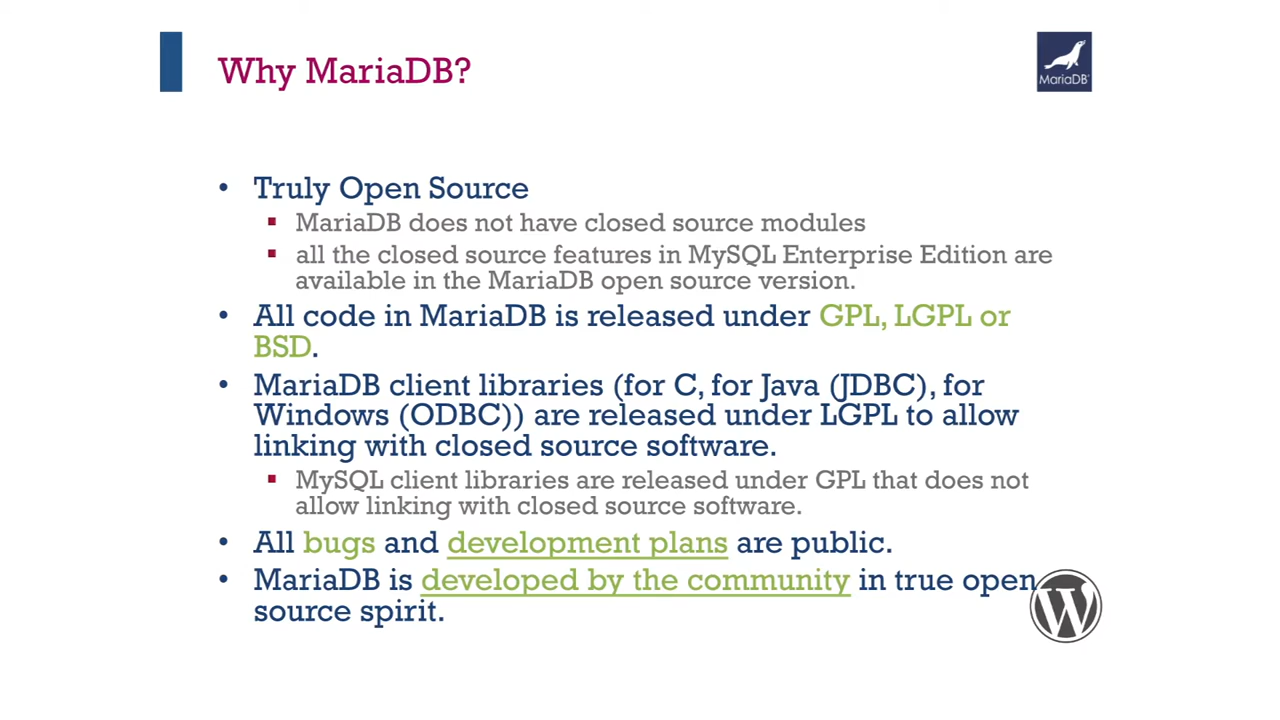 Why MariaDB?
MariaDB
• Truly Open Source
▪ MariaDB does not have closed source modules
▪ all the closed source features in MySQL Enterprise Edition are
available in the MariaDB open source version.
• All code in MariaDB is released under GPL, LGPL or
BSD.
• MariaDB client libraries (for C, for Java (JDBC), for
Windows (ODBC)) are released under LGPL to allow
linking with closed source software.
▪ MySQL client libraries are released under GPL that does not
allow linking with closed source software.
• All bugs and development plans are public.
• MariaDB is developed by the community in true open
source spirit.
W